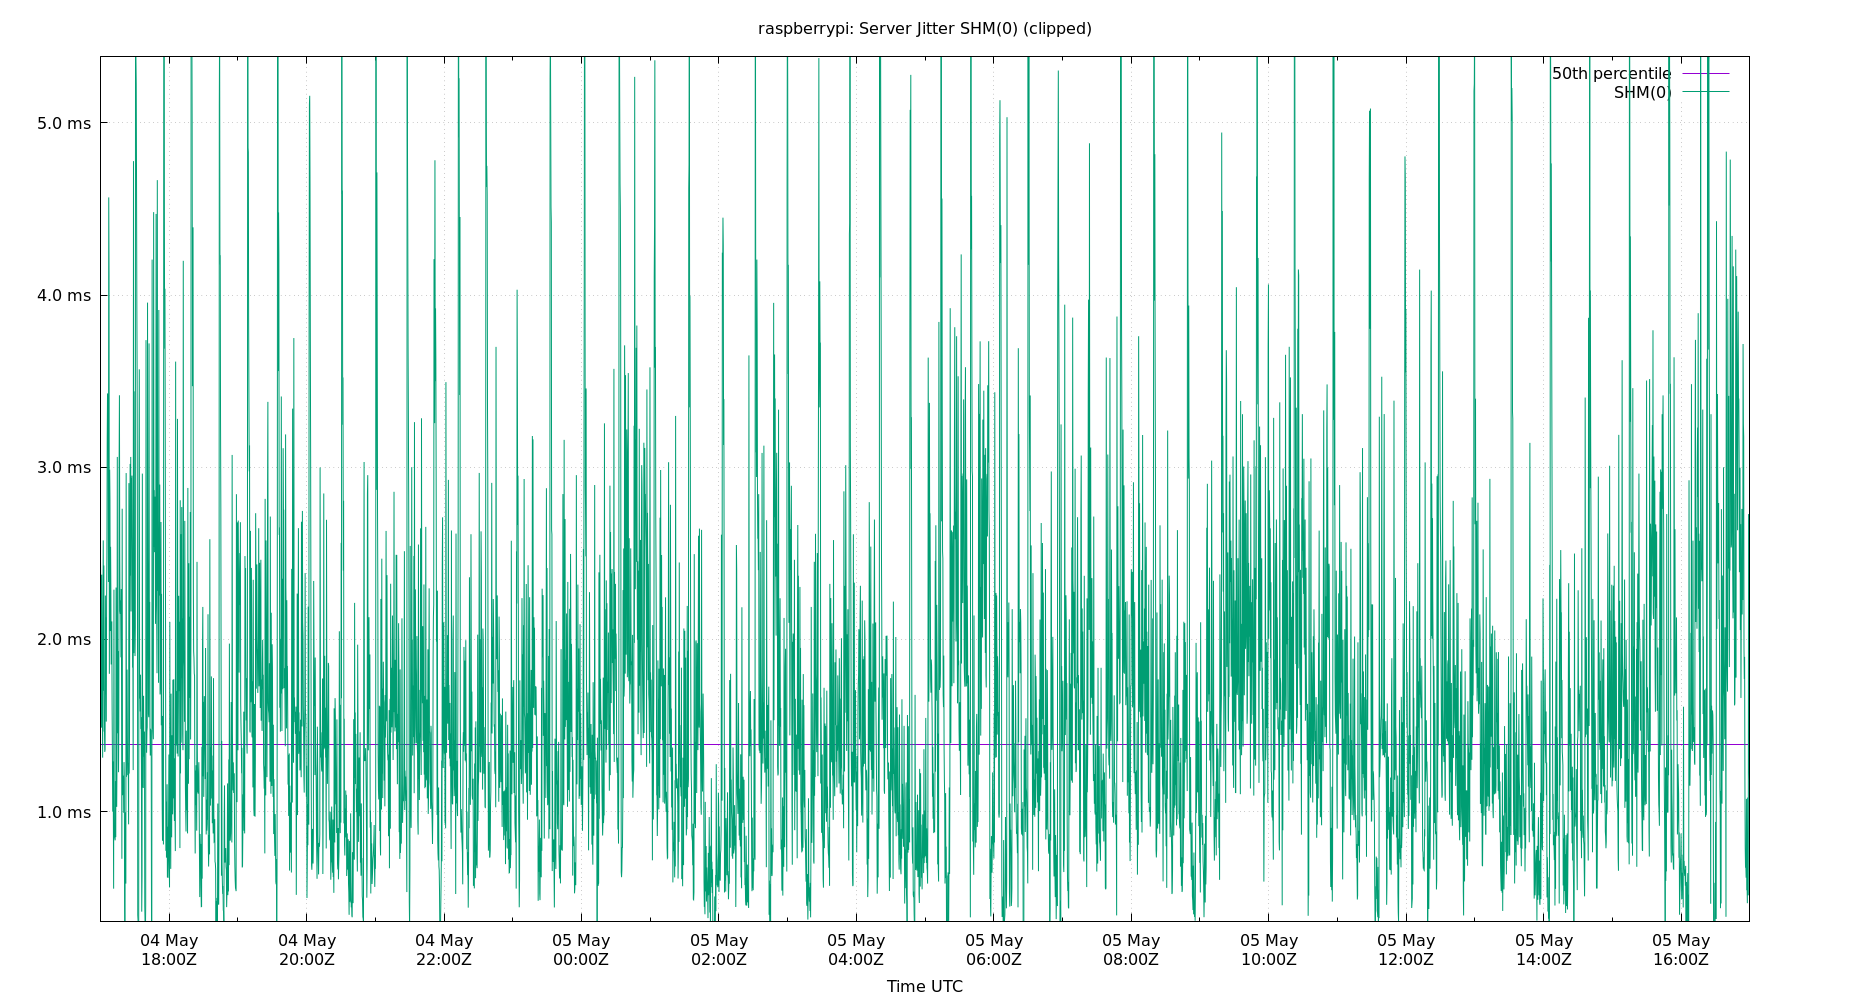 raspberrypi: Server Jitter SHM(0) (clipped)
50th percentile
SHM(0)
5.0 ms
4.0 ms
3.0 ms
2.0 ms
1.0 ms
04 May 04 May 04 May 05 May 05 May 05 May 05 May 05 May 05 May 05 May 05 May 05 May
18:00Z 20:00Z 22:00Z 00:00Z 02:00Z 04:00Z 06:00Z 08:00Z 10:00Z 12:00Z 14:00Z 16:00Z
Time UTC